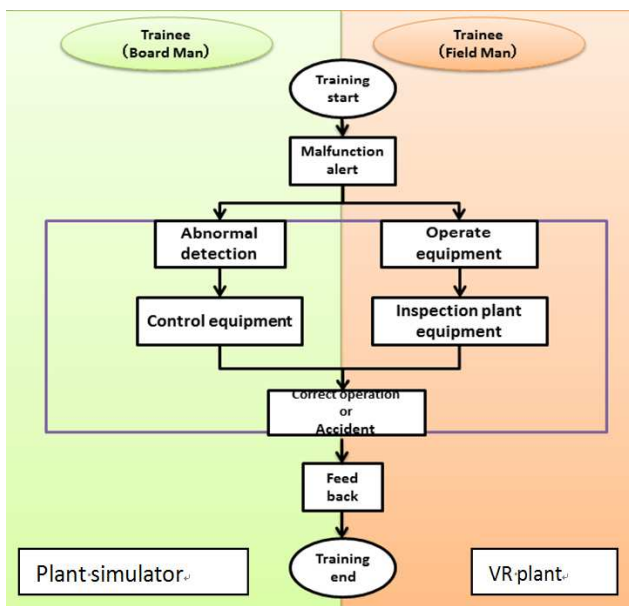 Trainee
(Board Man)
Trainee
(Field Man)
Training
start
Malfunction
alert
Abnormal
detection
Operate
equipment
Control equipment
Inspection plant
equipment
Correct operation
or
Accident
Feed
back
Training
end
Plant·simulator
VR·plant